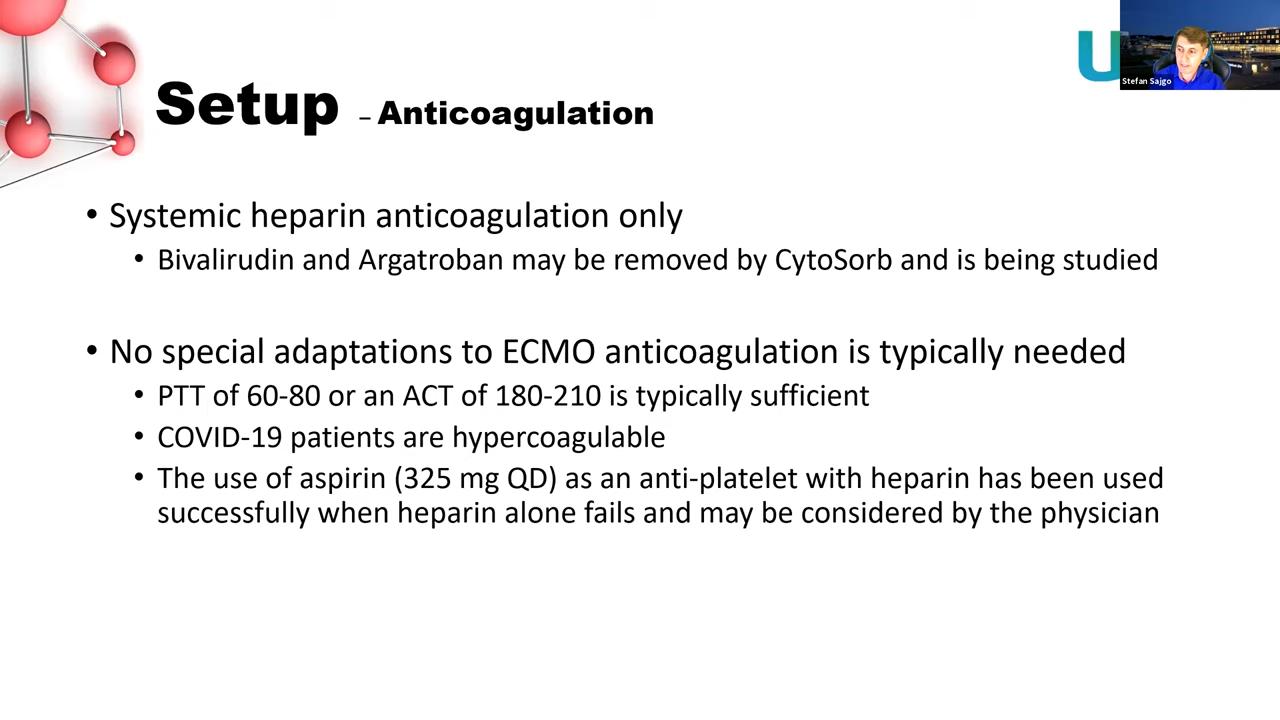 U
Stefan Sajgo
Setup – Anticoagulation
• Systemic heparin anticoagulation only
• Bivalirudin and Argatroban may be removed by CytoSorb and is being studied
• No special adaptations to ECMO anticoagulation is typically needed
• PTT of 60-80 or an ACT of 180-210 is typically sufficient
• COVID-19 patients are hypercoagulable
• The use of aspirin (325 mg QD) as an anti-platelet with heparin has been used
successfully when heparin alone fails and may be considered by the physician